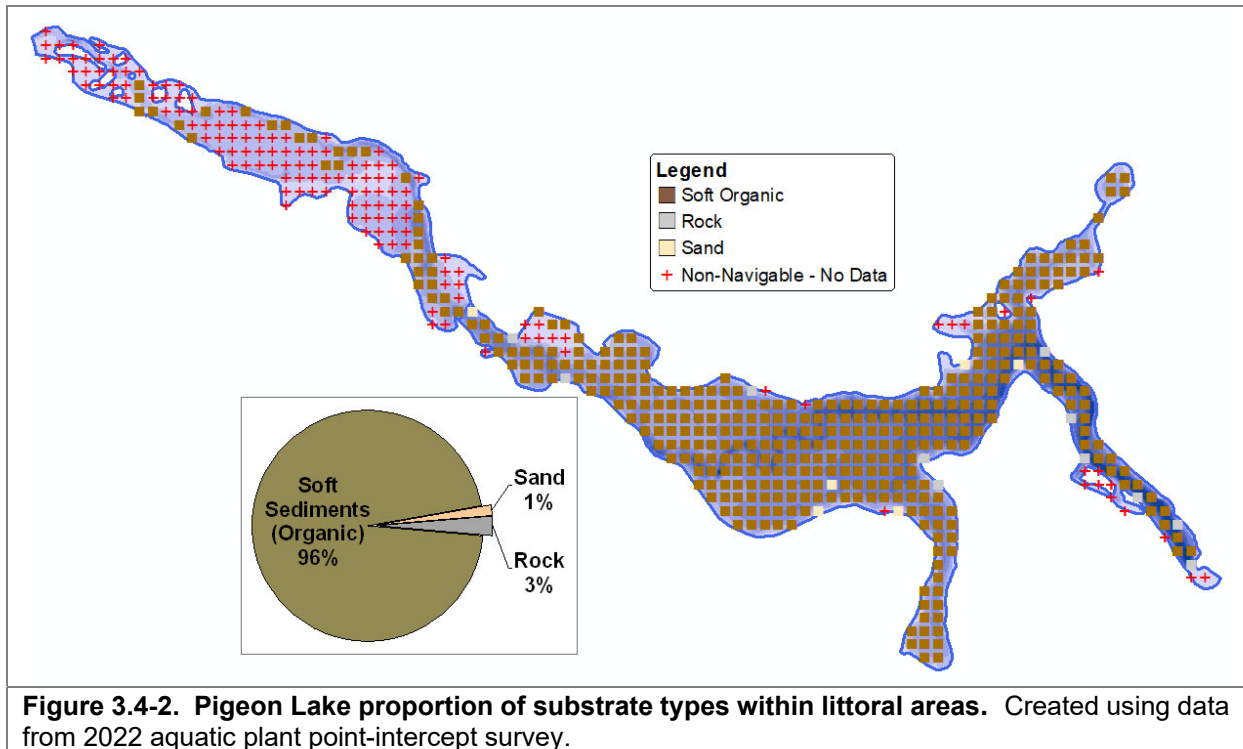 Legend
Soft Organic
Rock
Sand
Non-Navigable - No Data
Soft
Sediments
(Organic)
96%
Sand
1%
Rock
3%
Figure 3.4-2. Pigeon Lake proportion of substrate types within littoral areas. Created using data
from 2022 aquatic plant point-intercept survey.